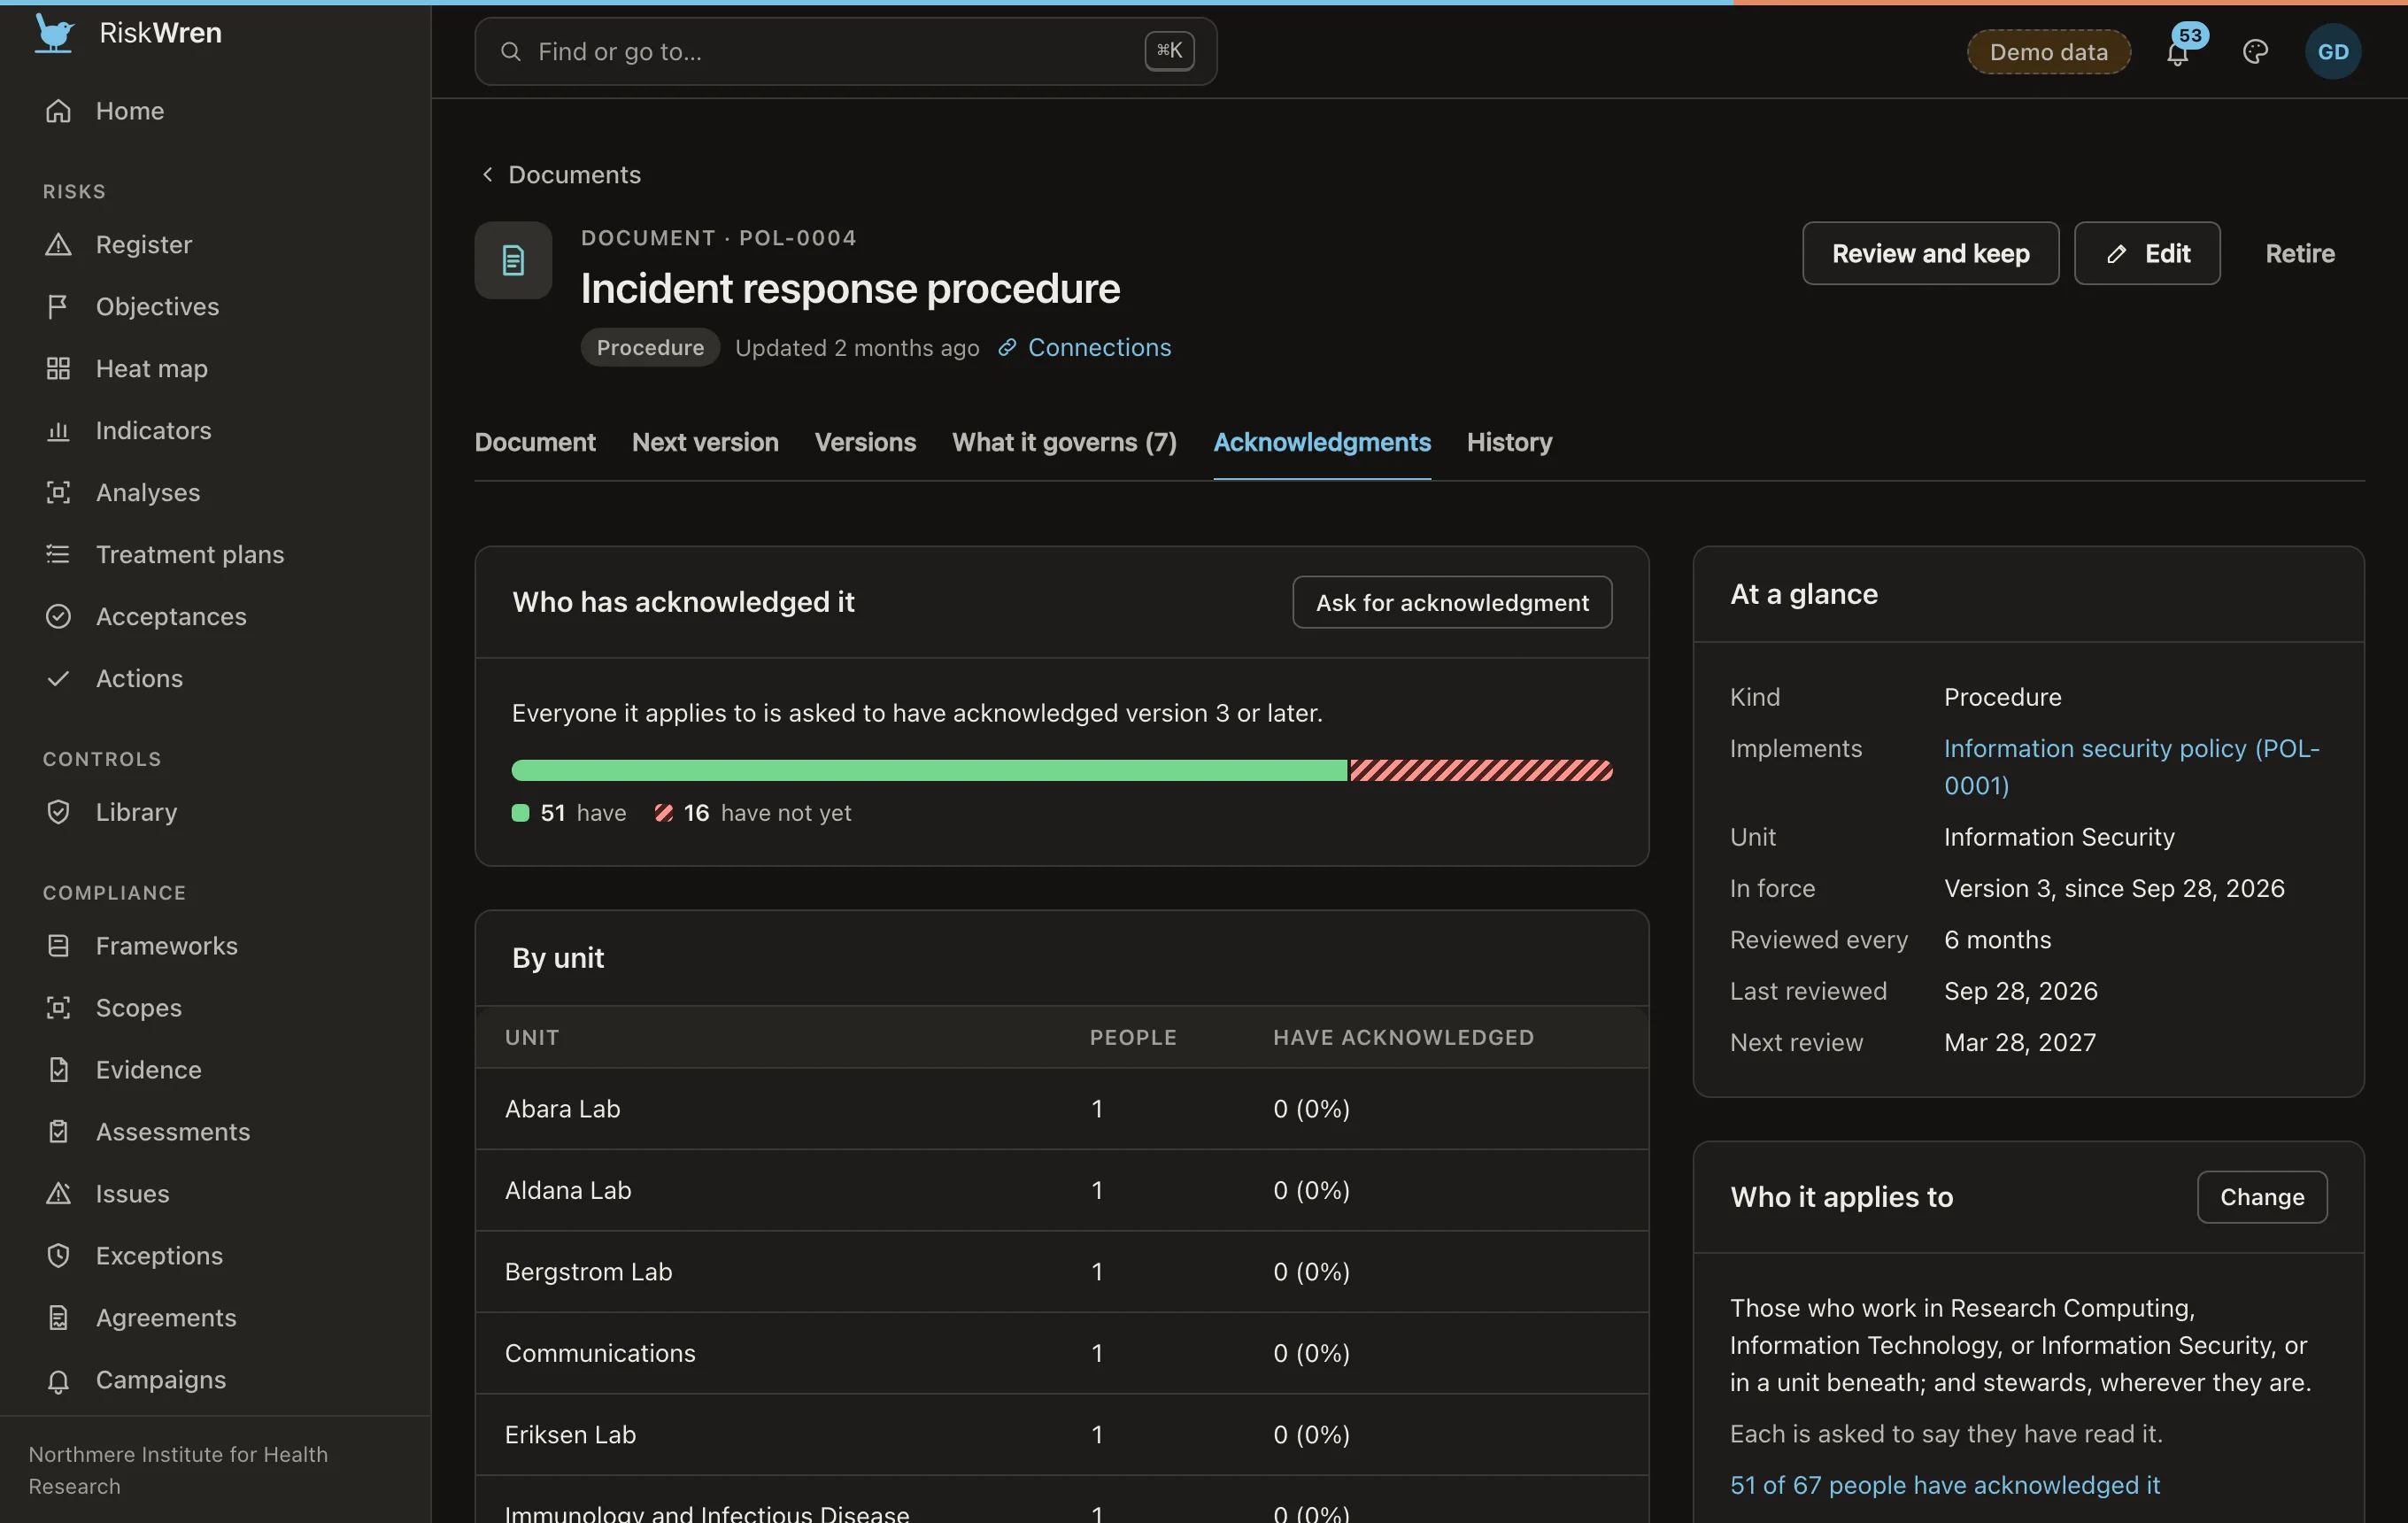 RiskWren
Find or go to...
⌘K
Demo data
53
GD
Home
RISKS
Register
Objectives
Heat map
Indicators
Analyses
Treatment plans
Acceptances
Actions
CONTROLS
Library
COMPLIANCE
Frameworks
Scopes
Evidence
Assessments
Issues
Exceptions
Agreements
Campaigns
Northmere Institute for Health
Research
Documents
DOCUMENT · POL-0004
Incident response procedure
Procedure
Updated 2 months ago
Connections
Review and keep
Edit
Retire
Document
Next version
Versions
What it governs (7)
Acknowledgments
History
Who has acknowledged it
Ask for acknowledgment
Everyone it applies to is asked to have acknowledged version 3 or later.
51 have
16 have not yet
By unit
UNIT PEOPLE HAVE ACKNOWLEDGED
Abara Lab 1 0 (0%)
Aldana Lab 1 0 (0%)
Bergstrom Lab 1 0 (0%)
Communications 1 0 (0%)
Eriksen Lab 1 0 (0%)
Immunology and Infectious Disease 1 0 (0%)
At a glance
Kind Procedure
Implements Information security policy (POL-
0001)
Unit Information Security
In force Version 3, since Sep 28, 2026
Reviewed every 6 months
Last reviewed Sep 28, 2026
Next review Mar 28, 2027
Who it applies to
Change
Those who work in Research Computing,
Information Technology, or Information Security, or
in a unit beneath; and stewards, wherever they are.
Each is asked to say they have read it.
51 of 67 people have acknowledged it